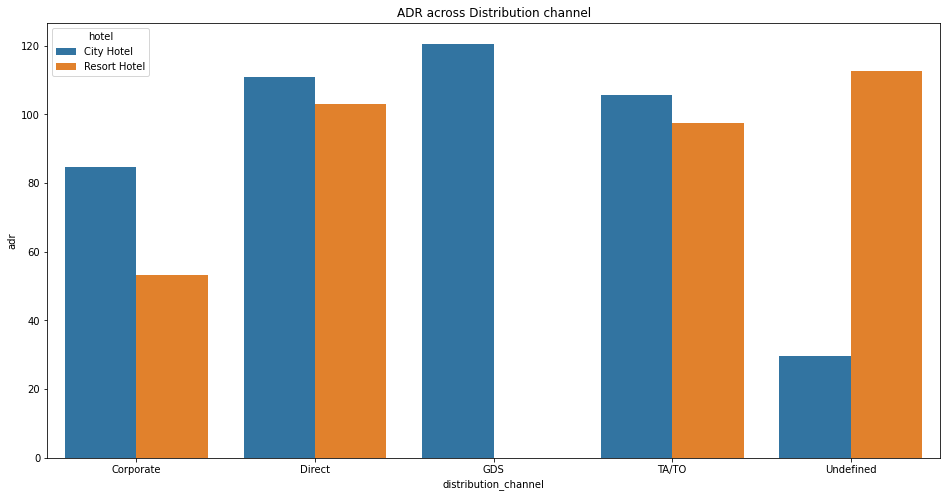 ADR across Distribution channel
hotel
City Hotel
Resort Hotel
120
100
80
60
40
20
0
adr
Corporate Direct GDS TA/TO Undefined
distribution_channel